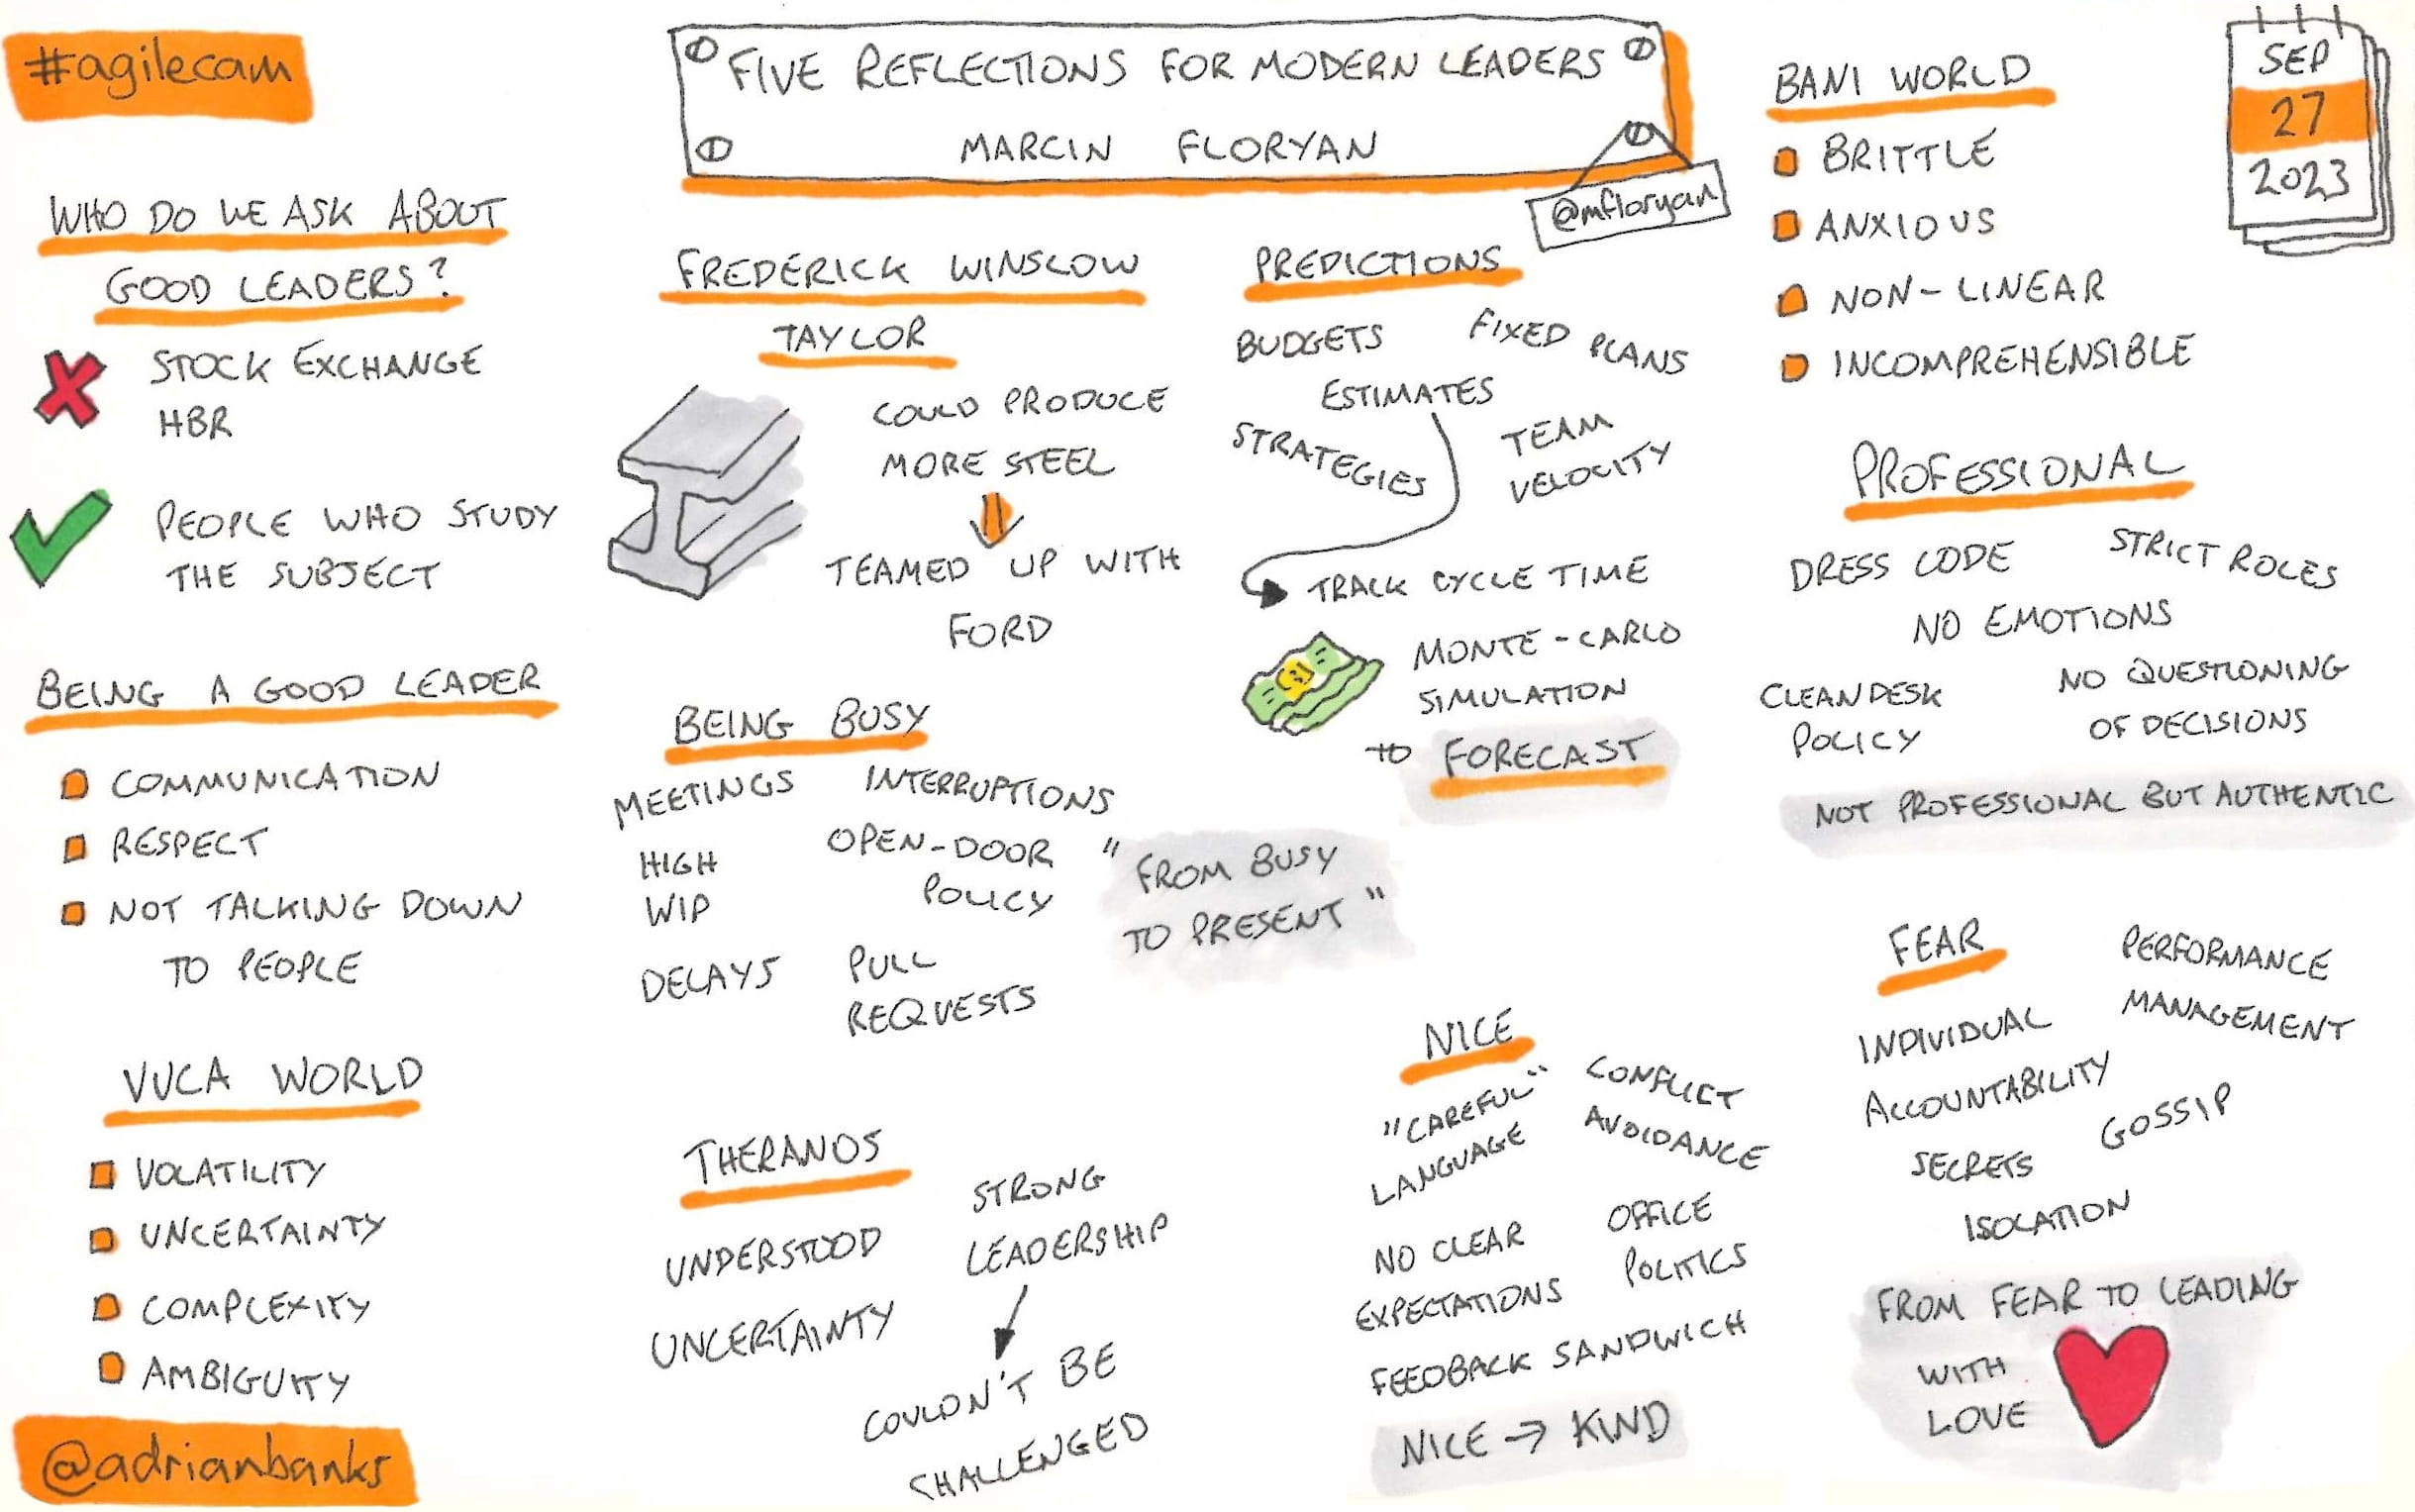 #agilecam
FIVE REFLECTIONS FOR MODERN LEADERS
MARCIN FLORYAN
@mfloryan
SEP
27
2023
WHO DO WE ASK ABOUT
GOOD LEADERS?
STOCK EXCHANGE
HBR
PEOPLE WHO STUDY
THE SUBJECT
BEING A GOOD LEADER
COMMUNICATION
RESPECT
NOT TALKING DOWN
TO PEOPLE
VUCA WORLD
VOLATILITY
UNCERTAINTY
COMPLEXITY
AMBIGUITY
@adrianbanks
FREDERICK WINSLOW
TAYLOR
COULD PRODUCE
MORE STEEL
TEAMED UP WITH
FORD
BEING BUSY
MEETINGS
INTERRUPTIONS
HIGH
WIP
OPEN-DOOR
POLICY
DELAYS
PULL
REQUESTS
"FROM BUSY
TO PRESENT"
THERANOS
UNDERSTOOD
UNCERTAINTY
STRONG
LEADERSHIP
COULDN'T BE
CHALLENGED
PREDICTIONS
BUDGETS
FIXED PLANS
ESTIMATES
STRATEGIES
TEAM
VELOCITY
TRACK CYCLE TIME
MONTE-CARLO
SIMULATION
TO FORECAST
NICE
"CAREFUL"
LANGUAGE
CONFLICT
AVOIDANCE
NO CLEAR
EXPECTATIONS
OFFICE
POLITICS
FEEDBACK SANDWICH
NICE → KIND
BANI WORLD
BRITTLE
ANXIOUS
NON-LINEAR
INCOMPREHENSIBLE
PROFESSIONAL
DRESS CODE
STRICT ROLES
NO EMOTIONS
CLEAN DESK
POLICY
NO QUESTIONING
OF DECISIONS
NOT PROFESSIONAL BUT AUTHENTIC
FEAR
PERFORMANCE
MANAGEMENT
INDIVIDUAL
ACCOUNTABILITY
GOSSIP
SECRETS
ISOLATION
FROM FEAR TO LEADING
WITH
LOVE